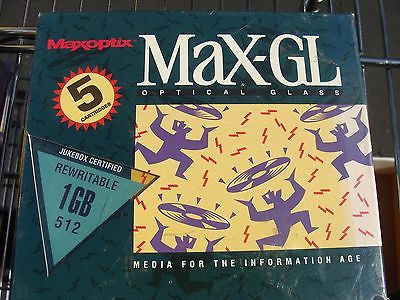 Maxoptix
MaX-GL
OPTICAL GLASS
5
CARTRIDGES
JUKEBOX CERTIFIED
REWRITABLE
1GB
512
MEDIA FOR THE INFORMATION AGE